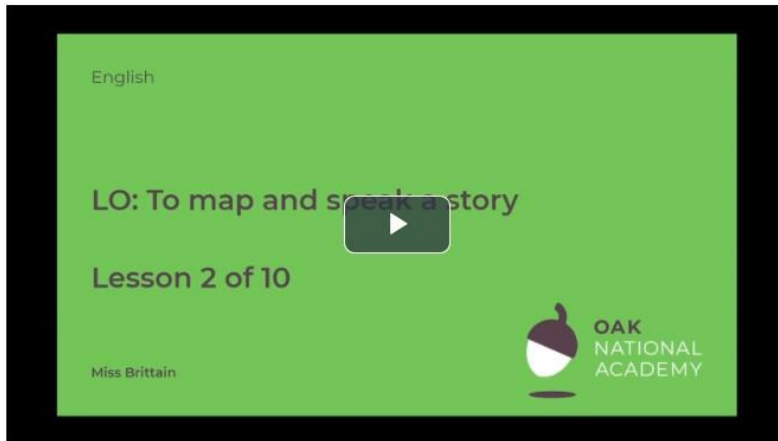 English
LO: To map and speak a story
Lesson 2 of 10
Miss Brittain
OAK
NATIONAL
ACADEMY